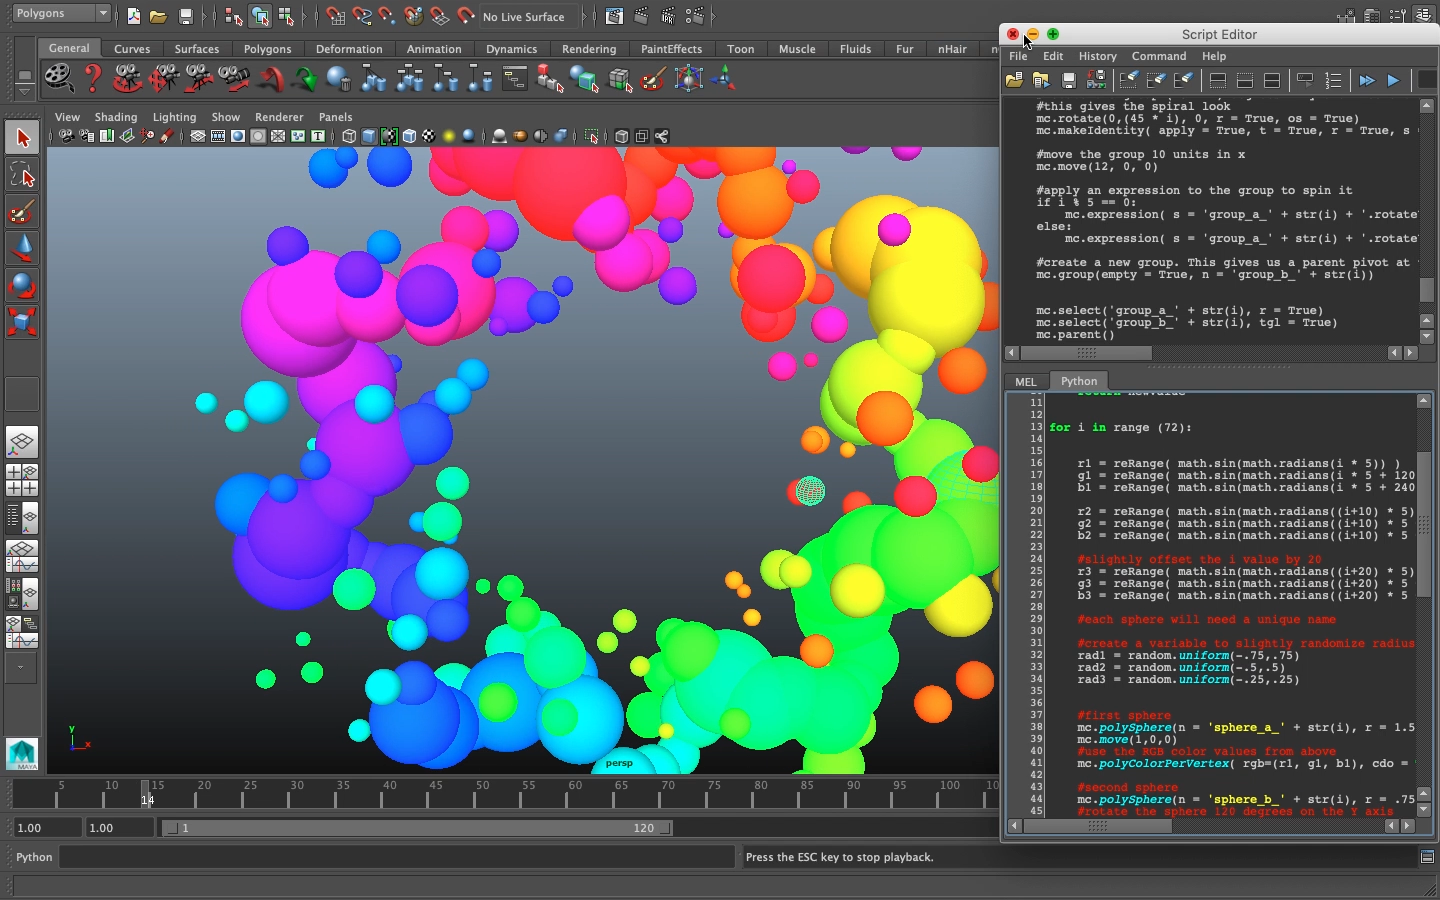 Polygons
No Live Surface
General Curves Surfaces Polygons Deformation Animation Dynamics Rendering PaintEffects Toon Muscle Fluids Fur nHair
View Shading Lighting Show Renderer Panels
y
x
persp
MAYA
5 10 15 20 25 30 35 40 45 50 55 60 65 70 75 80 85 90 95 100
14
1.00 1.00 1 120
Python
Press the ESC key to stop playback.
Script Editor
File Edit History Command Help
#this gives the spiral look
mc.rotate(0,(45 * i), 0, r = True, os = True)
mc.makeIdentity( apply = True, t = True, r = True, s
#move the group 10 units in x
mc.move(12, 0, 0)
#apply an expression to the group to spin it
if i % 5 == 0:
mc.expression( s = 'group_a_' + str(i) + '.rotate
else:
mc.expression( s = 'group_a_' + str(i) + '.rotate
#create a new group. This gives us a parent pivot at
mc.group(empty = True, n = 'group_b_' + str(i))
mc.select('group_a_' + str(i), r = True)
mc.select('group_b_' + str(i), tgl = True)
mc.parent()
MEL Python
return newValue
11
12
13 for i in range (72):
14
15
16 r1 = reRange( math.sin(math.radians(i * 5)) )
17 g1 = reRange( math.sin(math.radians(i * 5 + 120
18 b1 = reRange( math.sin(math.radians(i * 5 + 240
19
20 r2 = reRange( math.sin(math.radians((i+10) * 5)
21 g2 = reRange( math.sin(math.radians((i+10) * 5
22 b2 = reRange( math.sin(math.radians((i+10) * 5
23
24 #slightly offset the i value by 20
25 r3 = reRange( math.sin(math.radians((i+20) * 5)
26 g3 = reRange( math.sin(math.radians((i+20) * 5
27 b3 = reRange( math.sin(math.radians((i+20) * 5
28
29 #each sphere will need a unique name
30
31 #create a variable to slightly randomize radius
32 rad1 = random.uniform(-.75,.75)
33 rad2 = random.uniform(-.5,.5)
34 rad3 = random.uniform(-.25,.25)
35
36
37 #first sphere
38 mc.polySphere(n = 'sphere_a_' + str(i), r = 1.5
39 mc.move(1,0,0)
40 #use the RGB color values from above
41 mc.polyColorPerVertex( rgb=(r1, g1, b1), cdo =
42
43 #second sphere
44 mc.polySphere(n = 'sphere_b_' + str(i), r = .75
45 #rotate the sphere 120 degrees on the Y axis